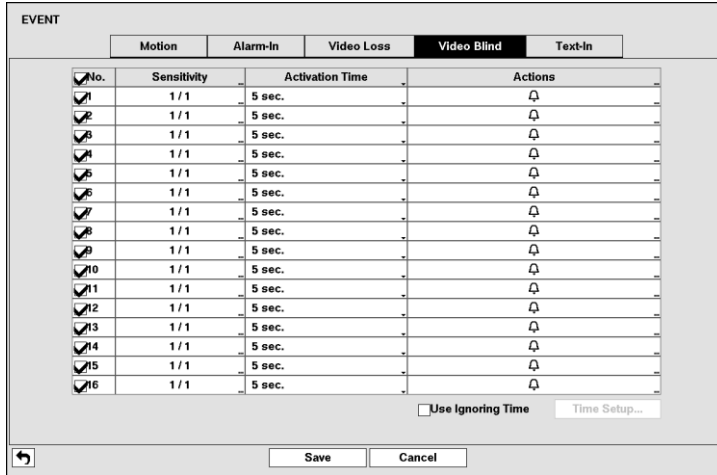 EVENT
Motion Alarm-In Video Loss Video Blind Text-In
No. Sensitivity ... Activation Time Actions ...
1 1 / 1 ... 5 sec. ...
2 1 / 1 ... 5 sec. ...
3 1 / 1 ... 5 sec. ...
4 1 / 1 ... 5 sec. ...
5 1 / 1 ... 5 sec. ...
6 1 / 1 ... 5 sec. ...
7 1 / 1 ... 5 sec. ...
8 1 / 1 ... 5 sec. ...
9 1 / 1 ... 5 sec. ...
10 1 / 1 ... 5 sec. ...
11 1 / 1 ... 5 sec. ...
12 1 / 1 ... 5 sec. ...
13 1 / 1 ... 5 sec. ...
14 1 / 1 ... 5 sec. ...
15 1 / 1 ... 5 sec. ...
16 1 / 1 ... 5 sec. ...
Use Ignoring Time Time Setup...
Save Cancel